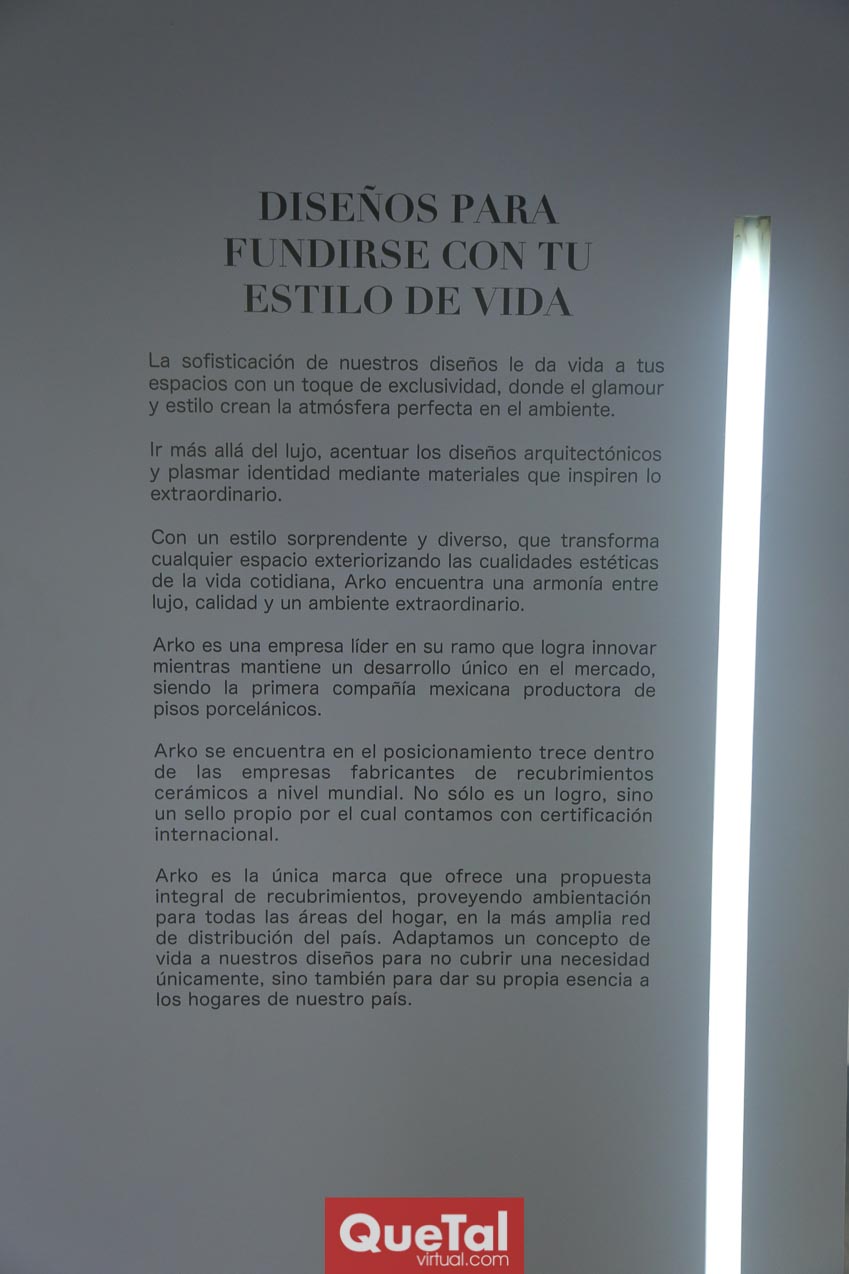 DISEÑOS PARA
FUNDIRSE CON TU
ESTILO DE VIDA
La sofisticación de nuestros diseños le da vida a tus
espacios con un toque de exclusividad, donde el glamour
y estilo crean la atmósfera perfecta en el ambiente.
Ir más allá del lujo, acentuar los diseños arquitectónicos
y plasmar identidad mediante materiales que inspiren lo
extraordinario.
Con un estilo sorprendente y diverso, que transforma
cualquier espacio exteriorizando las cualidades estéticas
de la vida cotidiana, Arko encuentra una armonía entre
lujo, calidad y un ambiente extraordinario.
Arko es una empresa líder en su ramo que logra innovar
mientras mantiene un desarrollo único en el mercado,
siendo la primera compañía mexicana productora de
pisos porcelánicos.
Arko se encuentra en el posicionamiento trece dentro
de las empresas fabricantes de recubrimientos
cerámicos a nivel mundial. No sólo es un logro, sino
un sello propio por el cual contamos con certificación
internacional.
Arko es la única marca que ofrece una propuesta
integral de recubrimientos, proveyendo ambientación
para todas las áreas del hogar, en la más amplia red
de distribución del país. Adaptamos un concepto de
vida a nuestros diseños para no cubrir una necesidad
únicamente, sino también para dar su propia esencia a
los hogares de nuestro país.
QueTal
virtual.com